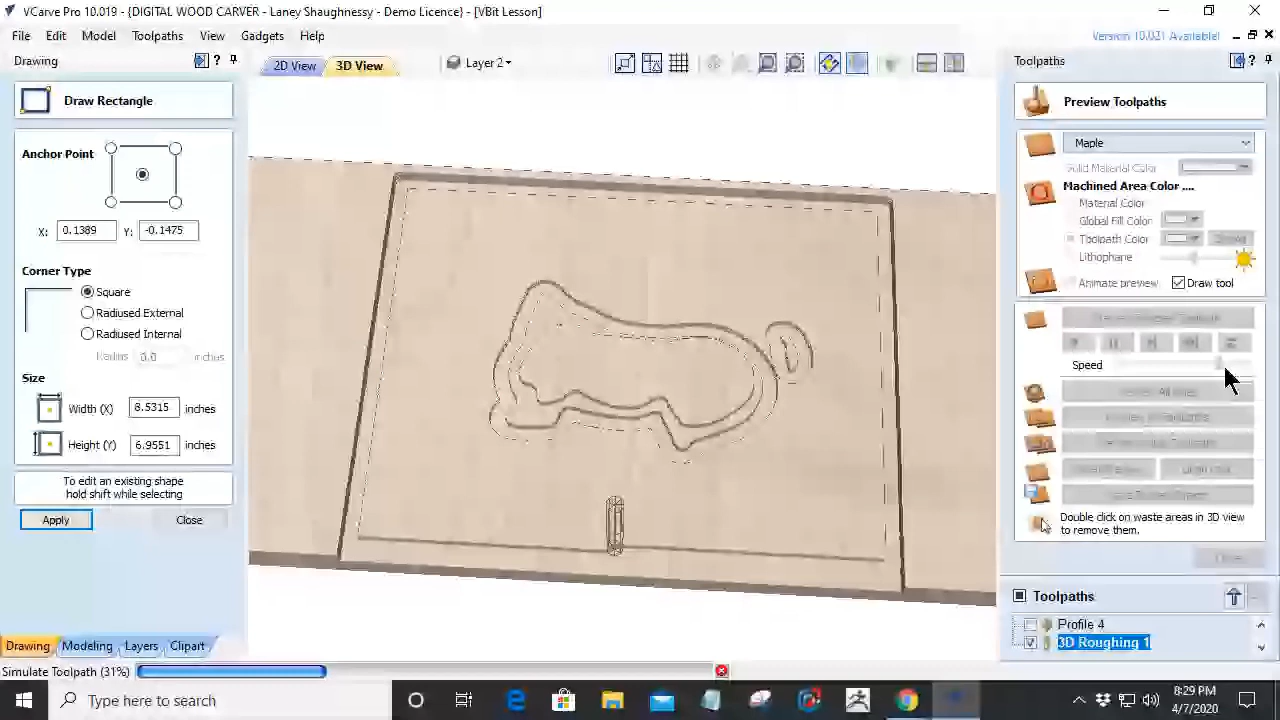 VCarve Pro 10.019 - {DIGITAL WOOD CARVER - Laney Shaughnessy - Demo Licence} - [VBit Lesson]
File Edit Model Toolpaths View Gadgets Help
Version 10.021 Available!
Drawing
2D View 3D View Layer 2
Toolpaths
Draw Rectangle
Preview Toolpaths
Anchor Point
Maple
Solid Material Color
Machined Area Color ....
Material Color
Global Fill Color
X: 0.1389 Y: -0.1475
Toolpath Color
Lithophane
Corner Type
Animate preview Draw tool
Square
Radiused External
Radiused Internal
Radius 0.0 inches
Speed
Size
Width (X) 8.5315 inches
Height (Y) 6.9551 inches
To edit an existing shape
hold shift while selecting
Apply Close
Double click on waste areas in 3D view
to remove them.
Toolpaths
Profile 4
3D Roughing 1
Drawing Modeling Layers Clipart
Simulate Toolpath (31%)
Type here to search
8:29 PM
4/7/2020